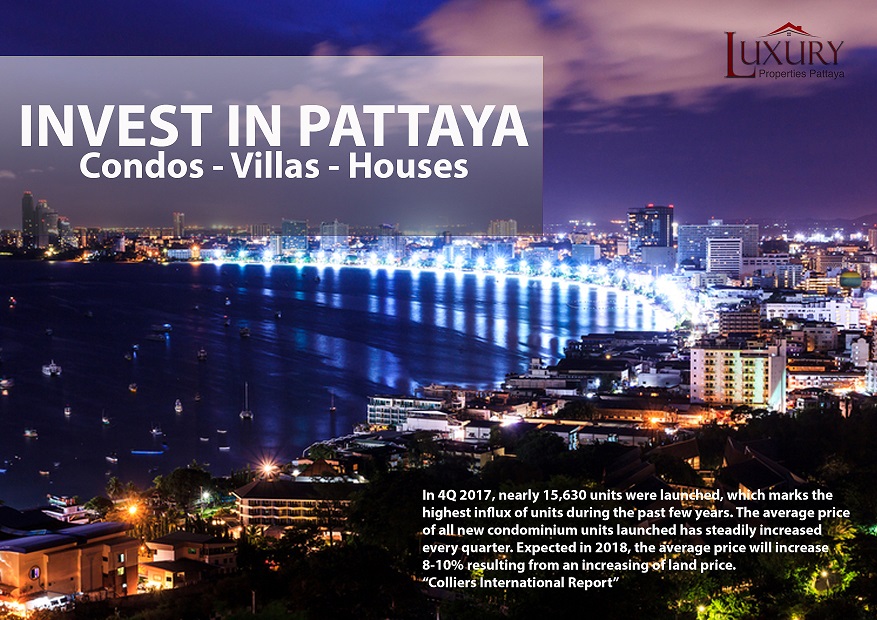 LUXURY
Properties Pattaya
INVEST IN PATTAYA
Condos - Villas - Houses
In 4Q 2017, nearly 15,630 units were launched, which marks the
highest influx of units during the past few years. The average price
of all new condominium units launched has steadily increased
every quarter. Expected in 2018, the average price will increase
8-10% resulting from an increasing of land price.
“Colliers International Report”